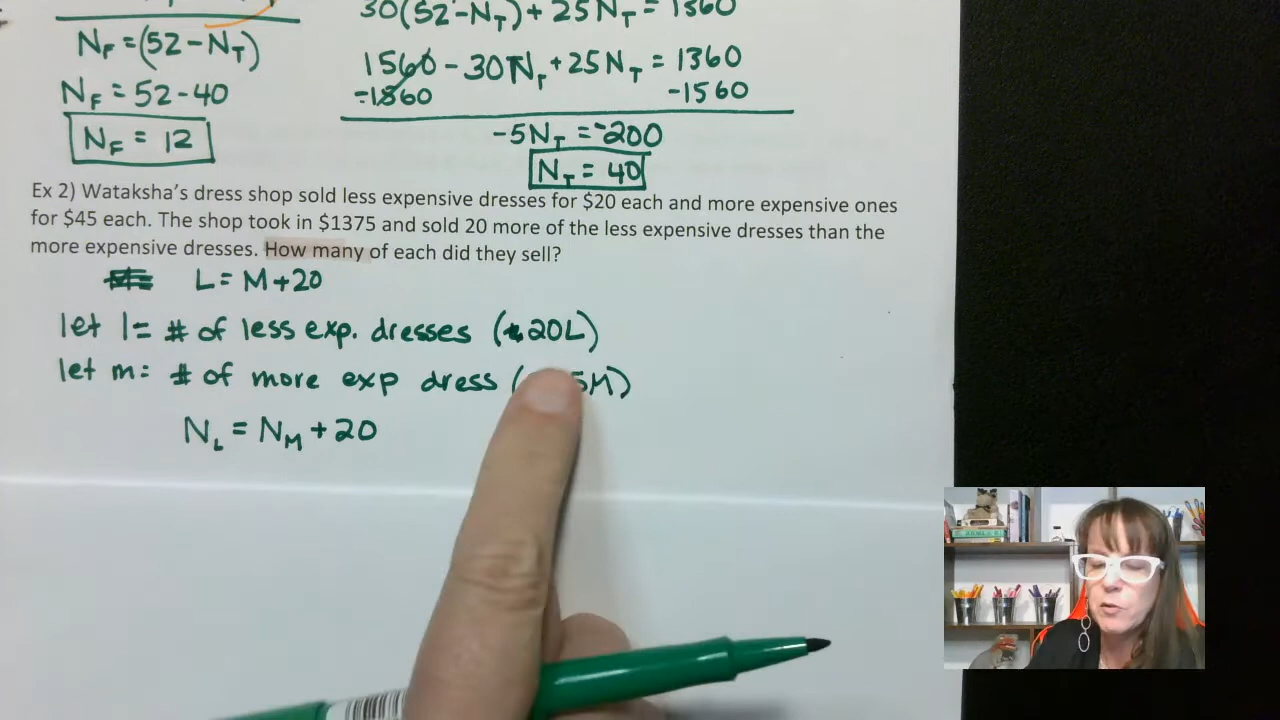 N_F = (52 - N_T)
N_F = 52 - 40
N_F = 12
30(52 - N_T) + 25N_T = 1360
1560 - 30N_T + 25N_T = 1360
-1560 -1560
-5N_T = -200
N_T = 40
Ex 2) Wataksha's dress shop sold less expensive dresses for $20 each and more expensive ones
for $45 each. The shop took in $1375 and sold 20 more of the less expensive dresses than the
more expensive dresses. How many of each did they sell?
L = M + 20
let l = # of less exp. dresses (20L)
let m = # of more exp dress ( 5M)
N_L = N_M + 20